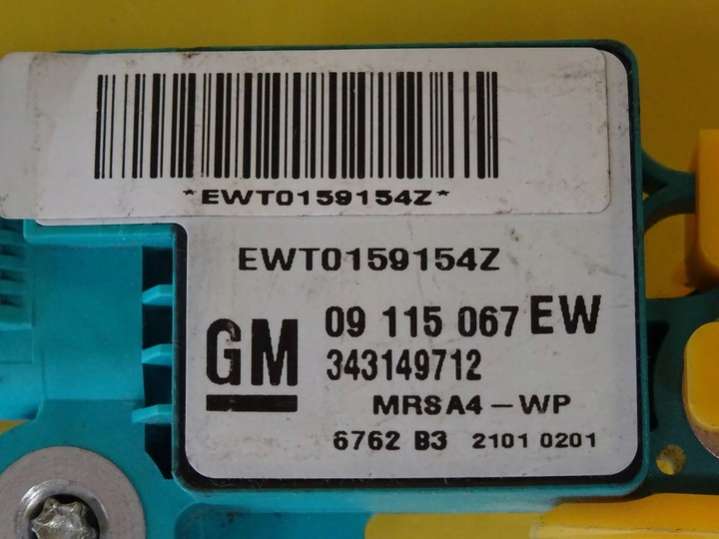 *EWT0159154Z*
EWT0159154Z
GM 09 115 067 EW
343149712
MRSA4-WP
6762 B3 2101 0201